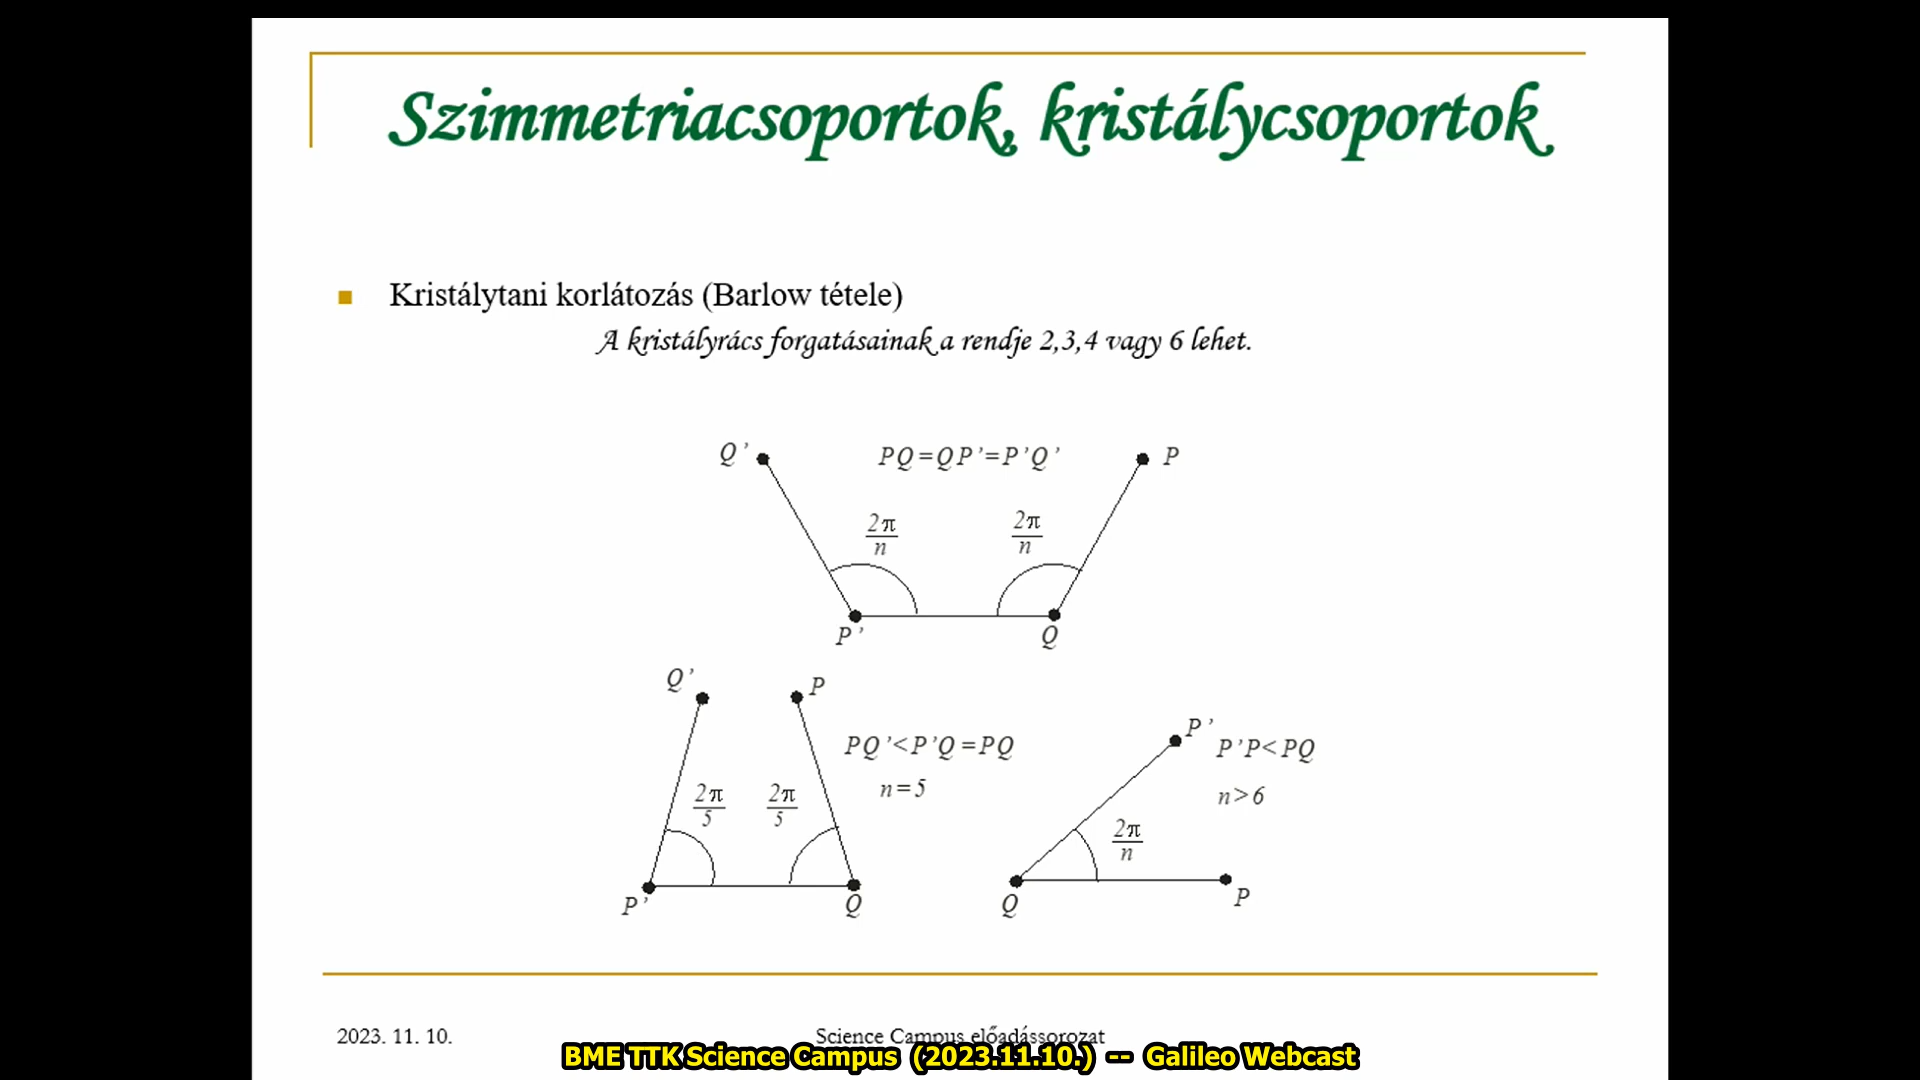 Szimmetriacsoportok, kristálycsoportok
Kristálytani korlátozás (Barlow tétele)
A kristályrács forgatásainak a rendje 2,3,4 vagy 6 lehet.
Q'
PQ=QP'=P'Q'
P
2π
n
2π
n
P'
Q
Q'
P
PQ'<P'Q=PQ
n=5
2π
5
2π
5
P'
Q
P'
P'P<PQ
n>6
2π
n
Q
P
2023. 11. 10.
Science Campus előadássorozat
BME TTK Science Campus (2023.11.10.) -- Galileo Webcast